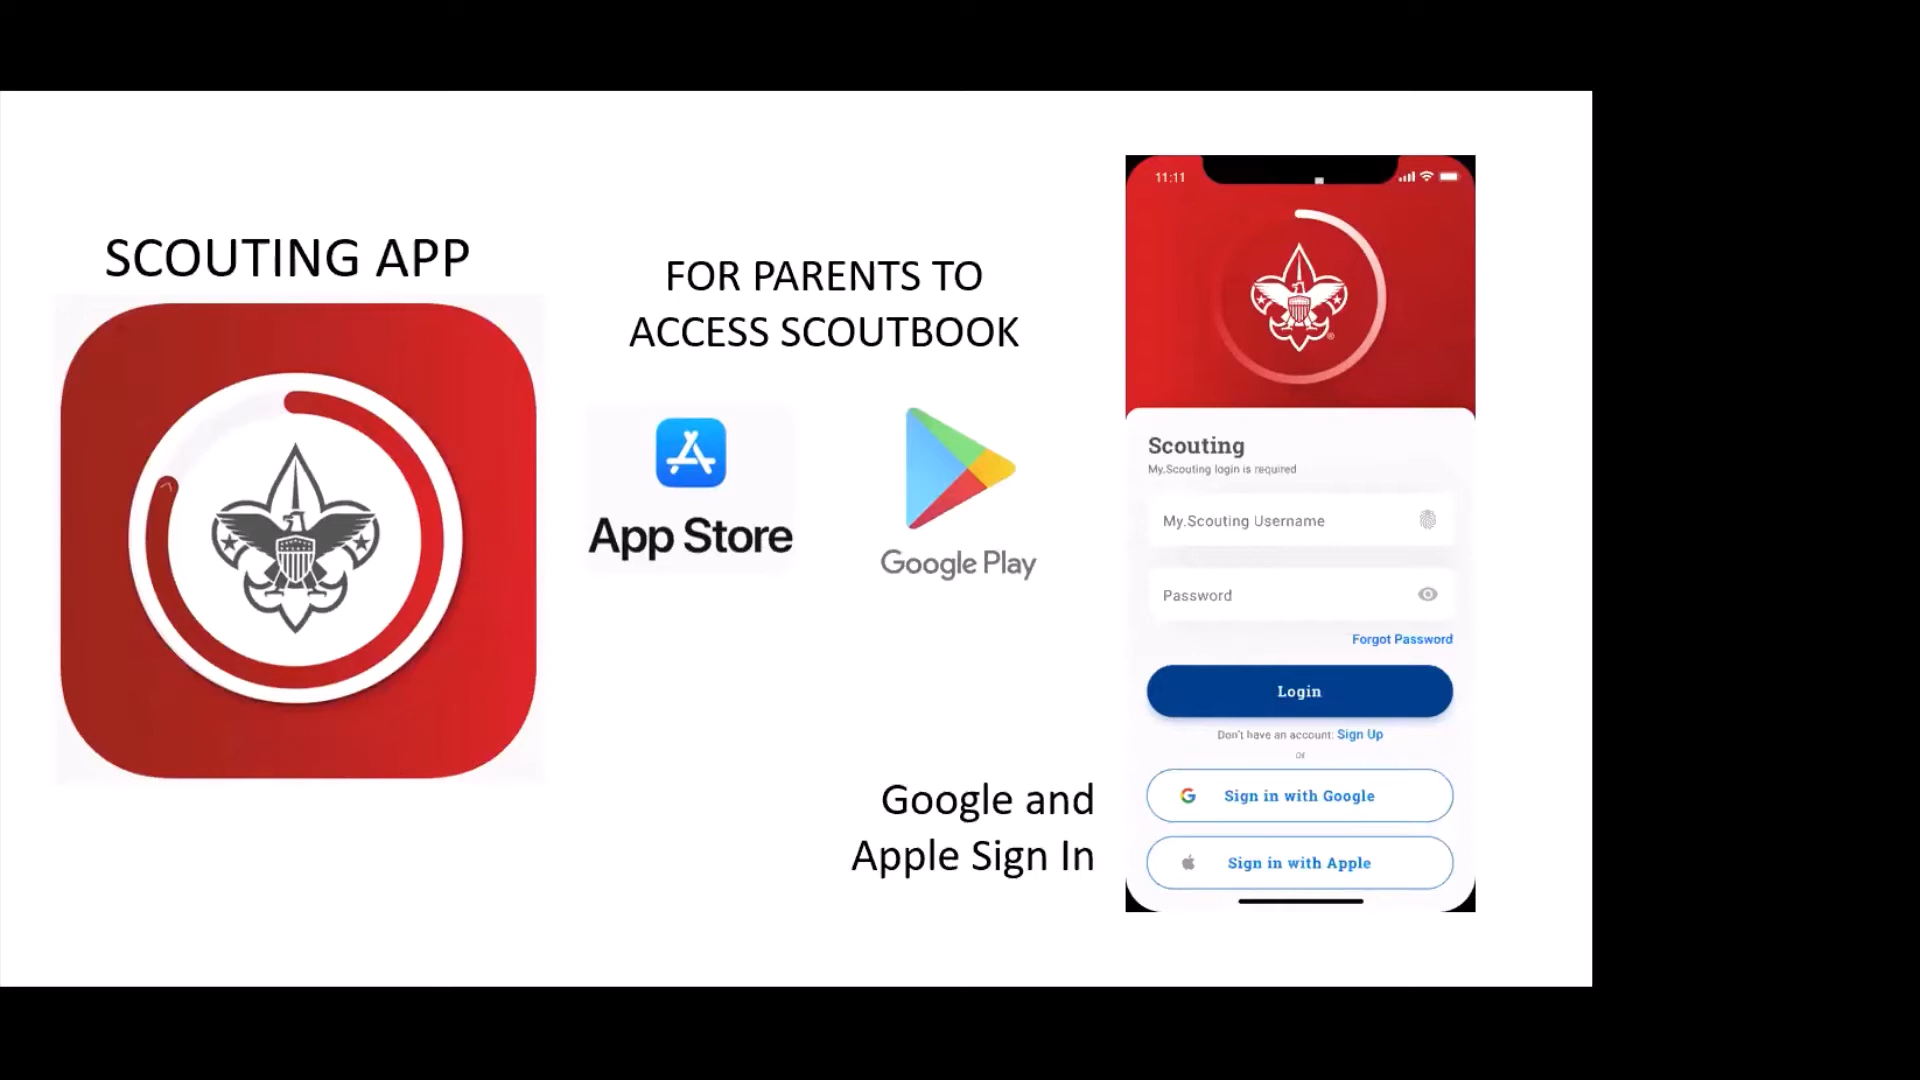 SCOUTING APP
FOR PARENTS TO
ACCESS SCOUTBOOK
App Store
Google Play
Google and
Apple Sign In
11:11
Scouting
My.Scouting login is required
My.Scouting Username
Password
Forgot Password
Login
Don't have an account: Sign Up
or
Sign in with Google
Sign in with Apple